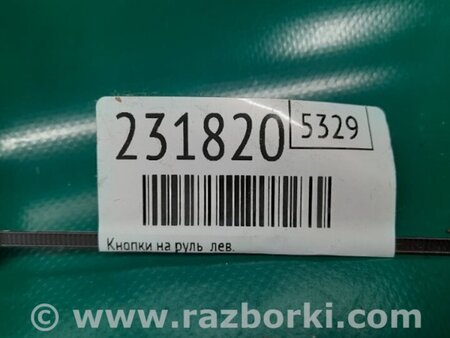 231820 5329
Кнопки на руль лев.
© www.razborki.com